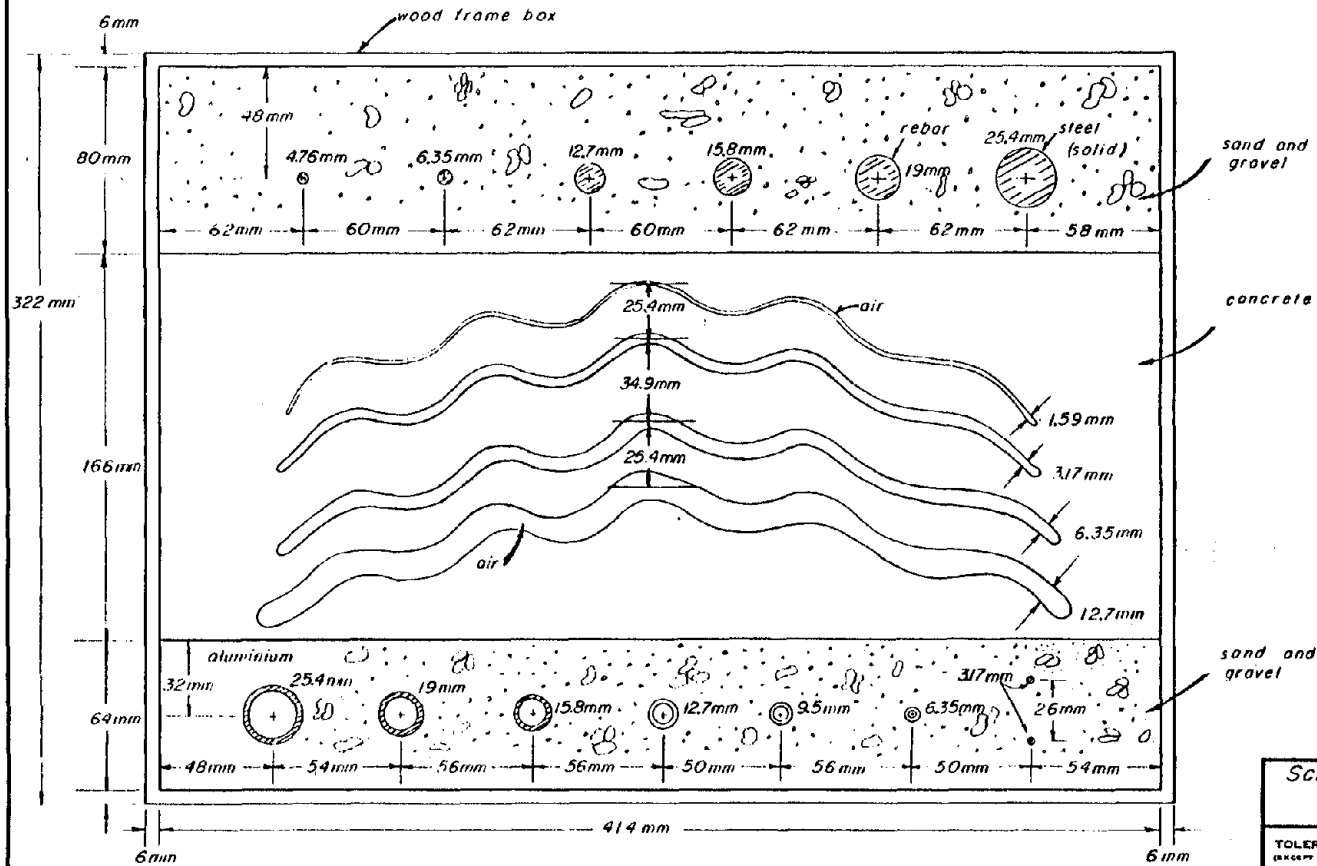 6mm
wood frame box
48mm
80mm
4.76mm
6.35mm
12.7mm
15.8mm
rebar
19mm
25.4mm
steel
(solid)
sand and
gravel
62mm
60mm
62mm
60mm
62mm
62mm
58mm
322 mm
25.4mm
air
concrete
34.9mm
1.59mm
166mm
25.4mm
3.17mm
air
6.35mm
12.7mm
aluminium
32mm
64mm
25.4mm
19mm
15.8mm
12.7mm
9.5mm
6.35mm
317mm
26mm
sand and
gravel
48mm
54mm
56mm
56mm
50mm
56mm
50mm
54mm
414 mm
6mm
6mm